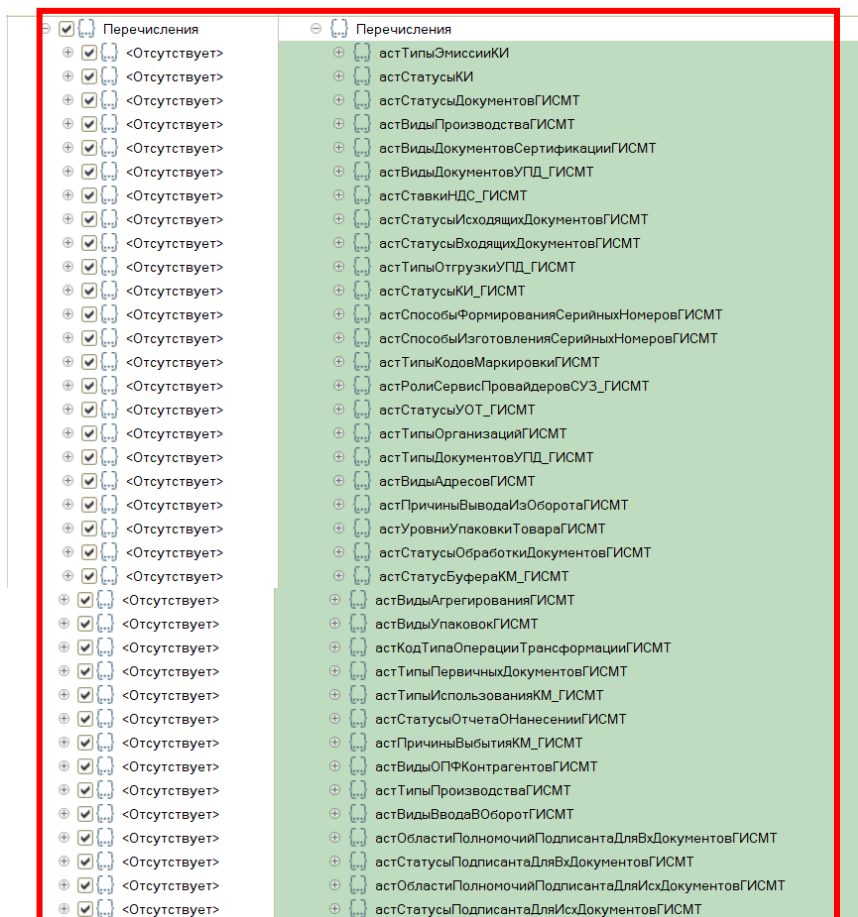 Перечисления Перечисления
<Отсутствует> астТипыЭмиссииКИ
<Отсутствует> астСтатусыКИ
<Отсутствует> астСтатусыДокументовГИСМТ
<Отсутствует> астВидыПроизводстваГИСМТ
<Отсутствует> астВидыДокументовСертификацииГИСМТ
<Отсутствует> астВидыДокументовУПД_ГИСМТ
<Отсутствует> астСтавкиНДС_ГИСМТ
<Отсутствует> астСтатусыИсходящихДокументовГИСМТ
<Отсутствует> астСтатусыВходящихДокументовГИСМТ
<Отсутствует> астТипыОтгрузкиУПД_ГИСМТ
<Отсутствует> астСтатусыКИ_ГИСМТ
<Отсутствует> астСпособыФормированияСерийныхНомеровГИСМТ
<Отсутствует> астСпособыИзготовленияСерийныхНомеровГИСМТ
<Отсутствует> астТипыКодовМаркировкиГИСМТ
<Отсутствует> астРолиСервисПровайдеровСУЗ_ГИСМТ
<Отсутствует> астСтатусыУОТ_ГИСМТ
<Отсутствует> астТипыОрганизацийГИСМТ
<Отсутствует> астТипыДокументовУПД_ГИСМТ
<Отсутствует> астВидыАдресовГИСМТ
<Отсутствует> астПричиныВыводаИзОборотаГИСМТ
<Отсутствует> астУровниУпаковкиТовараГИСМТ
<Отсутствует> астСтатусыОбработкиДокументовГИСМТ
<Отсутствует> астСтатусБуфераКМ_ГИСМТ
<Отсутствует> астВидыАгрегированияГИСМТ
<Отсутствует> астВидыУпаковокГИСМТ
<Отсутствует> астКодТипаОперацииТрансформацииГИСМТ
<Отсутствует> астТипыПервичныхДокументовГИСМТ
<Отсутствует> астТипыИспользованияКМ_ГИСМТ
<Отсутствует> астСтатусыОтчетаОНанесенииГИСМТ
<Отсутствует> астПричиныВыбытияКМ_ГИСМТ
<Отсутствует> астВидыОПФКонтрагентовГИСМТ
<Отсутствует> астТипыПроизводстваГИСМТ
<Отсутствует> астВидыВводаВОборотГИСМТ
<Отсутствует> астОбластиПолномочийПодписантаДляВхДокументовГИСМТ
<Отсутствует> астСтатусыПодписантаДляВхДокументовГИСМТ
<Отсутствует> астОбластиПолномочийПодписантаДляИсхДокументовГИСМТ
<Отсутствует> астСтатусыПодписантаДляИсхДокументовГИСМТ